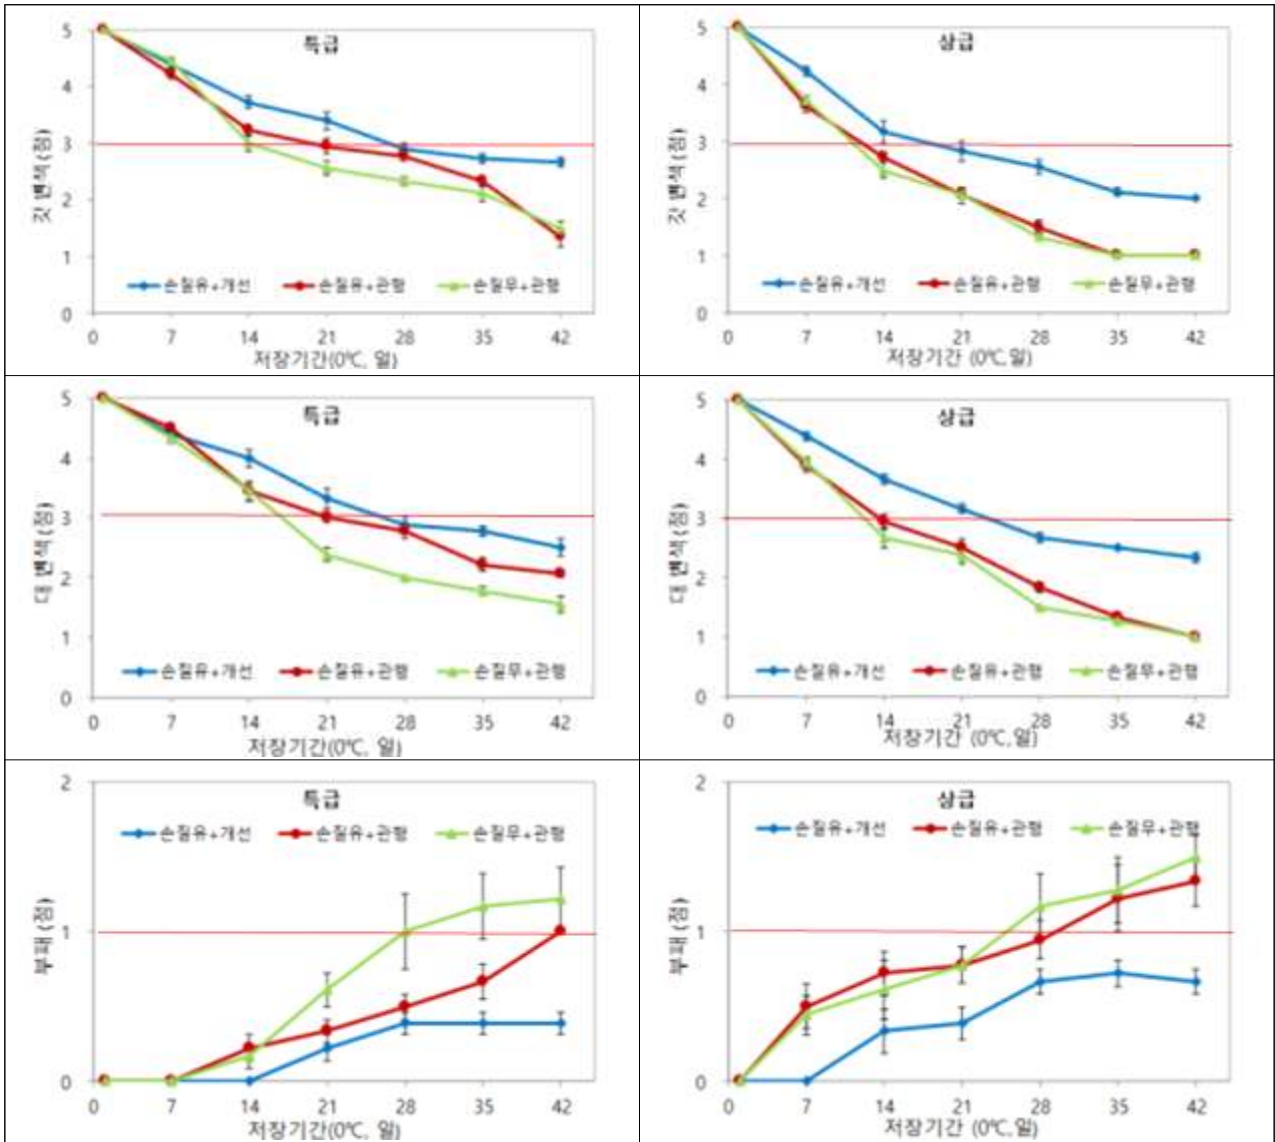 특급
갓 변색(점)
5
4
3
2
1
0
손질유+개선 손질유+관행 손질무+관행
0 7 14 21 28 35 42
저장기간(0℃, 일)
상급
갓 변색(점)
5
4
3
2
1
0
손질유+개선 손질유+관행 손질무+관행
0 7 14 21 28 35 42
저장기간 (0℃, 일)
특급
대 변색(점)
5
4
3
2
1
0
손질유+개선 손질유+관행 손질무+관행
0 7 14 21 28 35 42
저장기간(0℃, 일)
상급
대 변색(점)
5
4
3
2
1
0
손질유+개선 손질유+관행 손질무+관행
0 7 14 21 28 35 42
저장기간 (0℃,일)
특급
손질유+개선 손질유+관행 손질무+관행
부패(점)
2
1
0
0 7 14 21 28 35 42
저장기간(0℃, 일)
상급
손질유+개선 손질유+관행 손질무+관행
부패(점)
2
1
0
0 7 14 21 28 35 42
저장기간 (0℃,일)